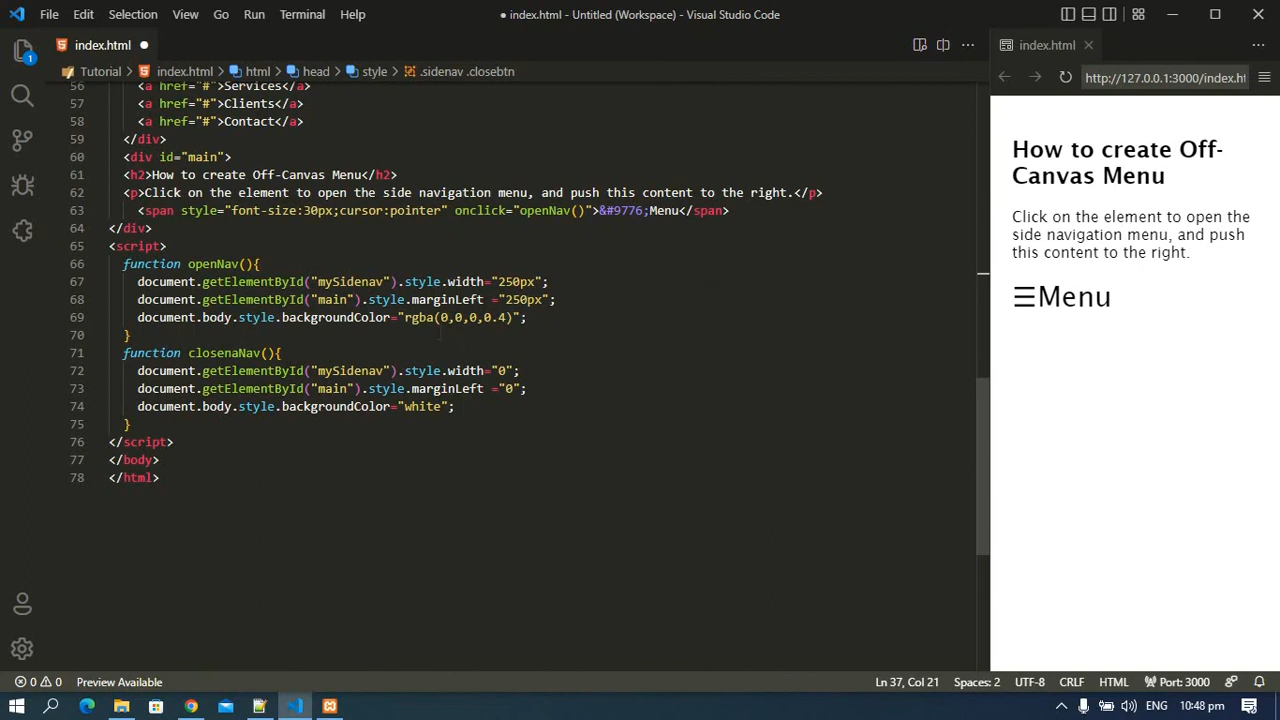 File Edit Selection View Go Run Terminal Help
● index.html - Untitled (Workspace) - Visual Studio Code
index.html ●
index.html
Tutorial > index.html > html > head > style > .sidenav .closebtn
http://127.0.0.1:3000/index.ht
56 <a href="#">Services</a>
57 <a href="#">Clients</a>
58 <a href="#">Contact</a>
59 </div>
60 <div id="main">
61 <h2>How to create Off-Canvas Menu</h2>
62 <p>Click on the element to open the side navigation menu, and push this content to the right.</p>
63 <span style="font-size:30px;cursor:pointer" onclick="openNav()">&#9776;Menu</span>
64 </div>
65 <script>
66 function openNav(){
67 document.getElementById("mySidenav").style.width="250px";
68 document.getElementById("main").style.marginLeft ="250px";
69 document.body.style.backgroundColor="rgba(0,0,0,0.4)";
70 }
71 function closenaNav(){
72 document.getElementById("mySidenav").style.width="0";
73 document.getElementById("main").style.marginLeft ="0";
74 document.body.style.backgroundColor="white";
75 }
76 </script>
77 </body>
78 </html>
How to create Off-
Canvas Menu
Click on the element to open the
side navigation menu, and push
this content to the right.
☰Menu
1
0 0 Preview Available
Ln 37, Col 21 Spaces: 2 UTF-8 CRLF HTML Port: 3000
ENG 10:48 pm